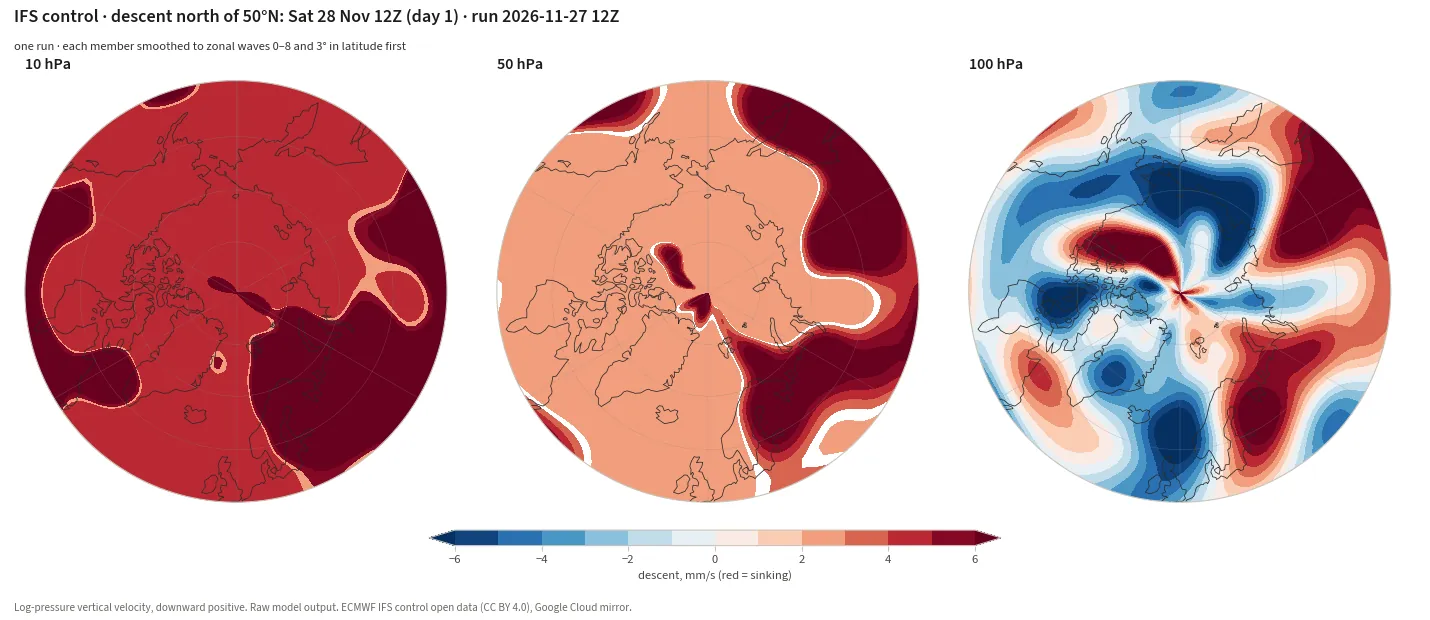 IFS control · descent north of 50°N: Sat 28 Nov 12Z (day 1) · run 2026-11-27 12Z
one run · each member smoothed to zonal waves 0–8 and 3° in latitude first
10 hPa
50 hPa
100 hPa
−6 −4 −2 0 2 4 6
descent, mm/s (red = sinking)
Log-pressure vertical velocity, downward positive. Raw model output. ECMWF IFS control open data (CC BY 4.0), Google Cloud mirror.